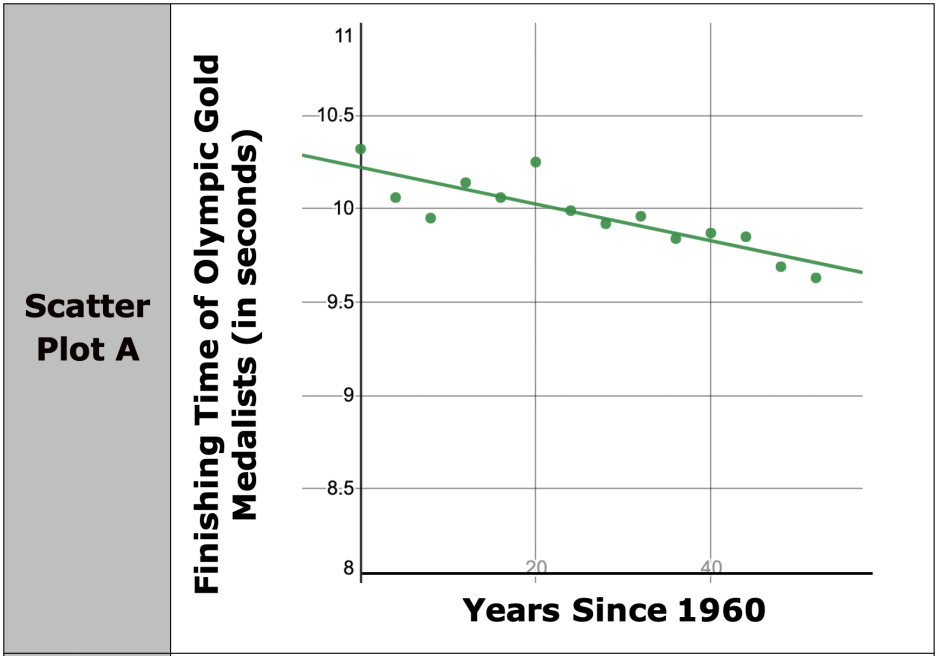 Scatter
Plot A
Finishing Time of Olympic Gold
Medalists (in seconds)
11
10.5
10
9.5
9
8.5
8
20
40
Years Since 1960